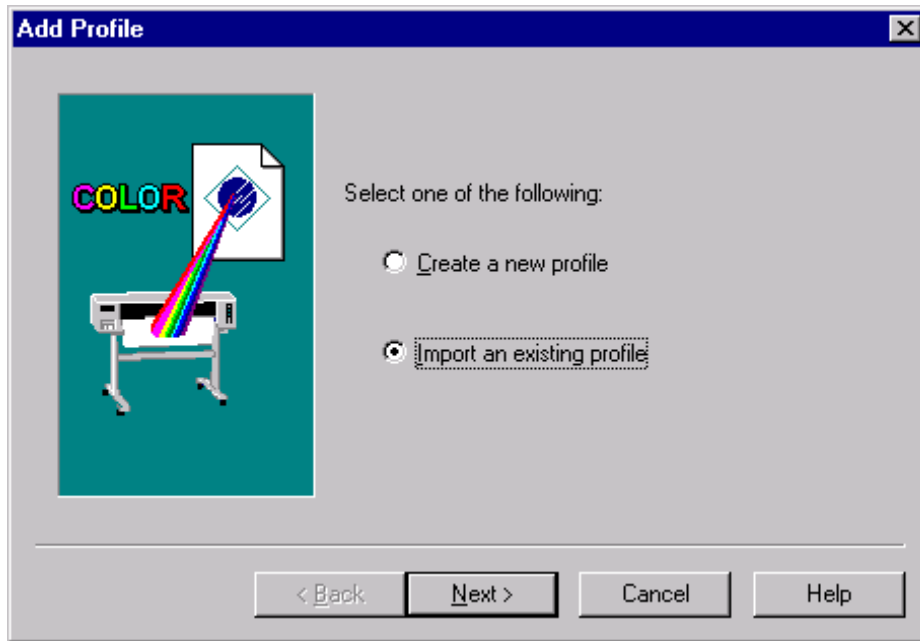 Add Profile
COLOR
Select one of the following:
Create a new profile
Import an existing profile
< Back Next > Cancel Help